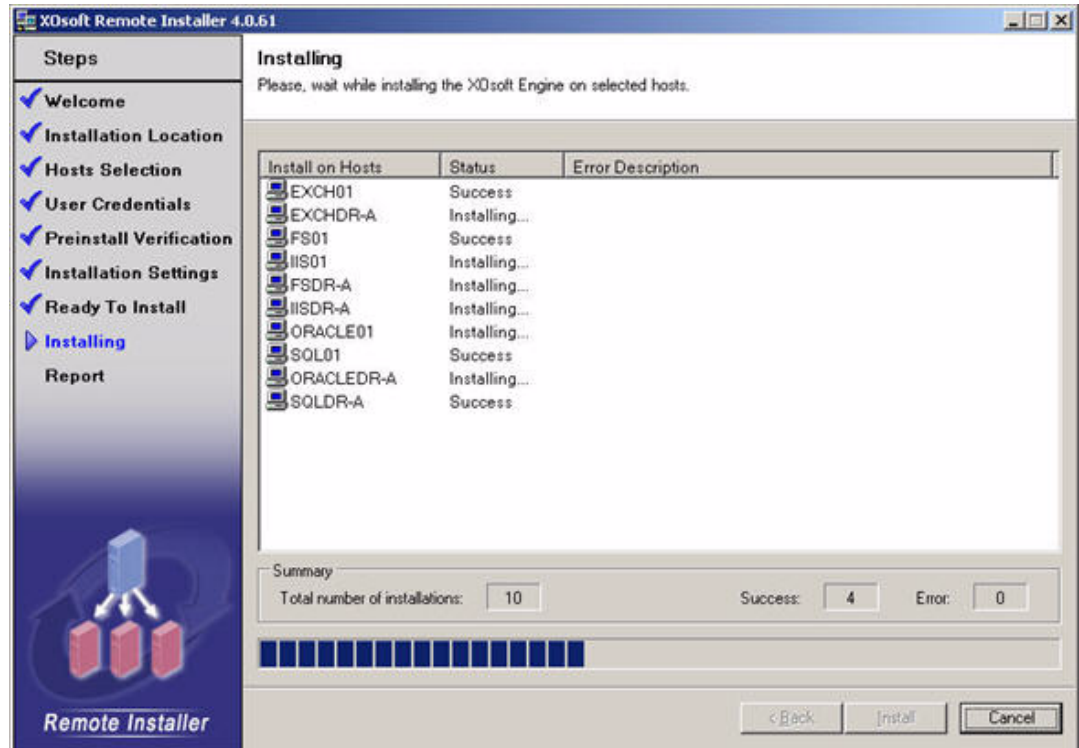 XOsoft Remote Installer 4.0.61
Steps
Welcome
Installation Location
Hosts Selection
User Credentials
Preinstall Verification
Installation Settings
Ready To Install
Installing
Report
Remote Installer
Installing
Please, wait while installing the XOsoft Engine on selected hosts.
Install on Hosts Status Error Description
EXCH01 Success
EXCHDR-A Installing...
FS01 Success
IIS01 Installing...
FSDR-A Installing...
IISDR-A Installing...
ORACLE01 Installing...
SQL01 Success
ORACLEDR-A Installing...
SQLDR-A Success
Summary
Total number of installations: 10 Success: 4 Error: 0
< Back Install Cancel